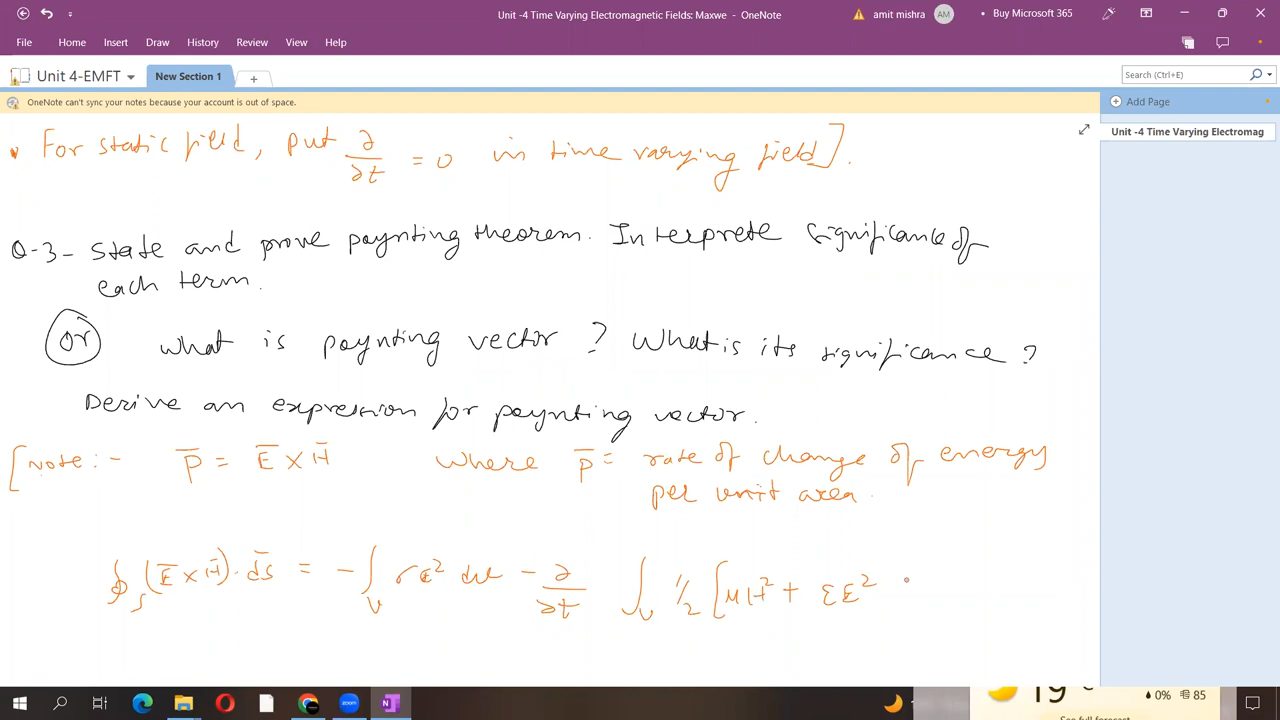 Unit -4 Time Varying Electromagnetic Fields: Maxwe - OneNote
amit mishra AM Buy Microsoft 365
File Home Insert Draw History Review View Help
Unit 4-EMFT New Section 1 + Search (Ctrl+E)
OneNote can't sync your notes because your account is out of space.
Add Page
Unit -4 Time Varying Electromag
• For static field, put ∂/∂t = 0 in time varying field].
Q-3- State and prove poynting theorem. Interprete significance of
each term.
Or What is poynting vector? What is its significance?
Derive an expression for poynting vector.
[Note:- P̄ = Ē × H̄ where P̄ = rate of change of energy
per unit area.
∮s (Ē × H̄)·ds̄ = - ∫v σE² dv - ∂/∂t ∫v 1/2 [μH² + εE²
0% 85